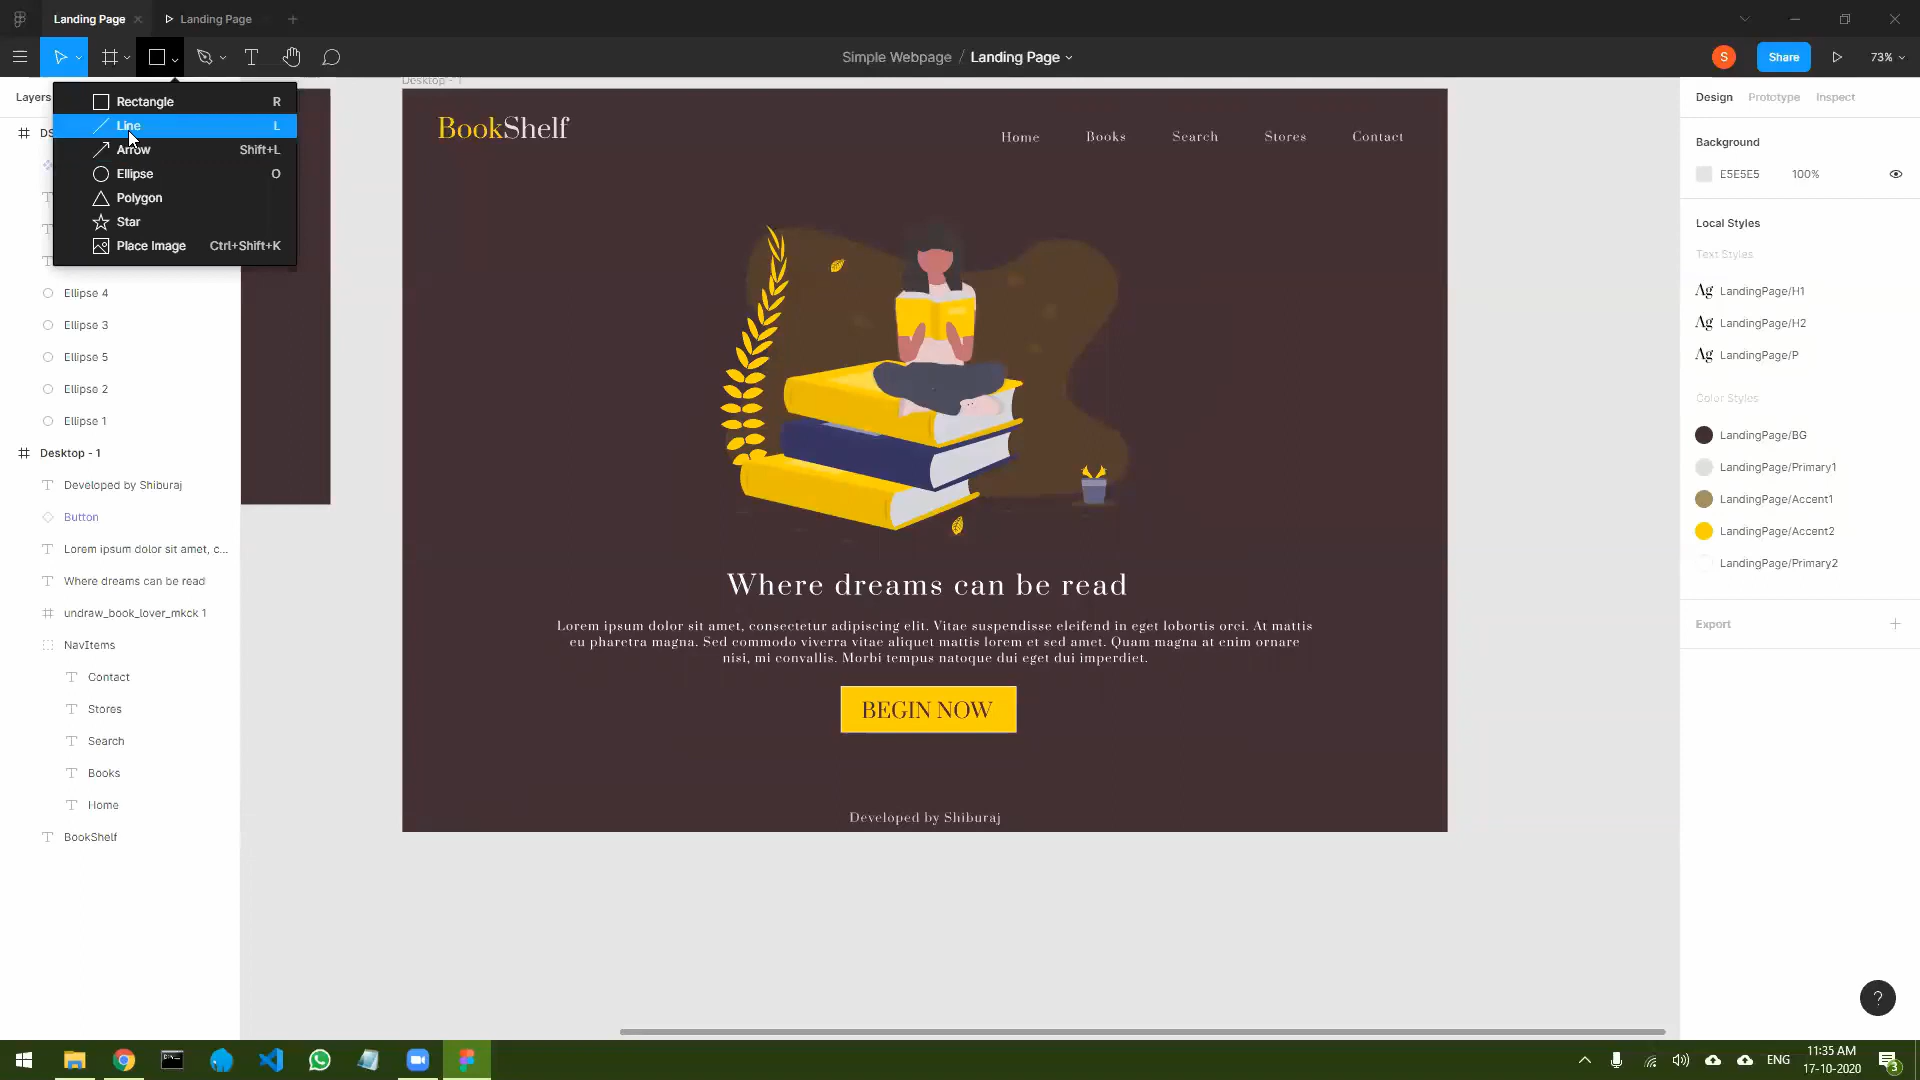 Landing Page
Landing Page
Simple Webpage / Landing Page
S
Share
73%
Layers
Rectangle R
Line L
Arrow Shift+L
Ellipse O
Polygon
Star
Place Image Ctrl+Shift+K
DS
Ellipse 4
Ellipse 3
Ellipse 5
Ellipse 2
Ellipse 1
Desktop - 1
Developed by Shiburaj
Button
Lorem ipsum dolor sit amet, c...
Where dreams can be read
undraw_book_lover_mkck 1
NavItems
Contact
Stores
Search
Books
Home
BookShelf
Desktop - 1
BookShelf
Home Books Search Stores Contact
Where dreams can be read
Lorem ipsum dolor sit amet, consectetur adipiscing elit. Vitae suspendisse eleifend in eget lobortis orci. At mattis
eu pharetra magna. Sed commodo viverra vitae aliquet mattis lorem et sed amet. Quam magna at enim ornare
nisi, mi convallis. Morbi tempus natoque dui eget dui imperdiet.
BEGIN NOW
Developed by Shiburaj
Design Prototype Inspect
Background
E5E5E5 100%
Local Styles
Text Styles
Ag LandingPage/H1
Ag LandingPage/H2
Ag LandingPage/P
Color Styles
LandingPage/BG
LandingPage/Primary1
LandingPage/Accent1
LandingPage/Accent2
LandingPage/Primary2
Export
?
ENG
11:35 AM
17-10-2020
3